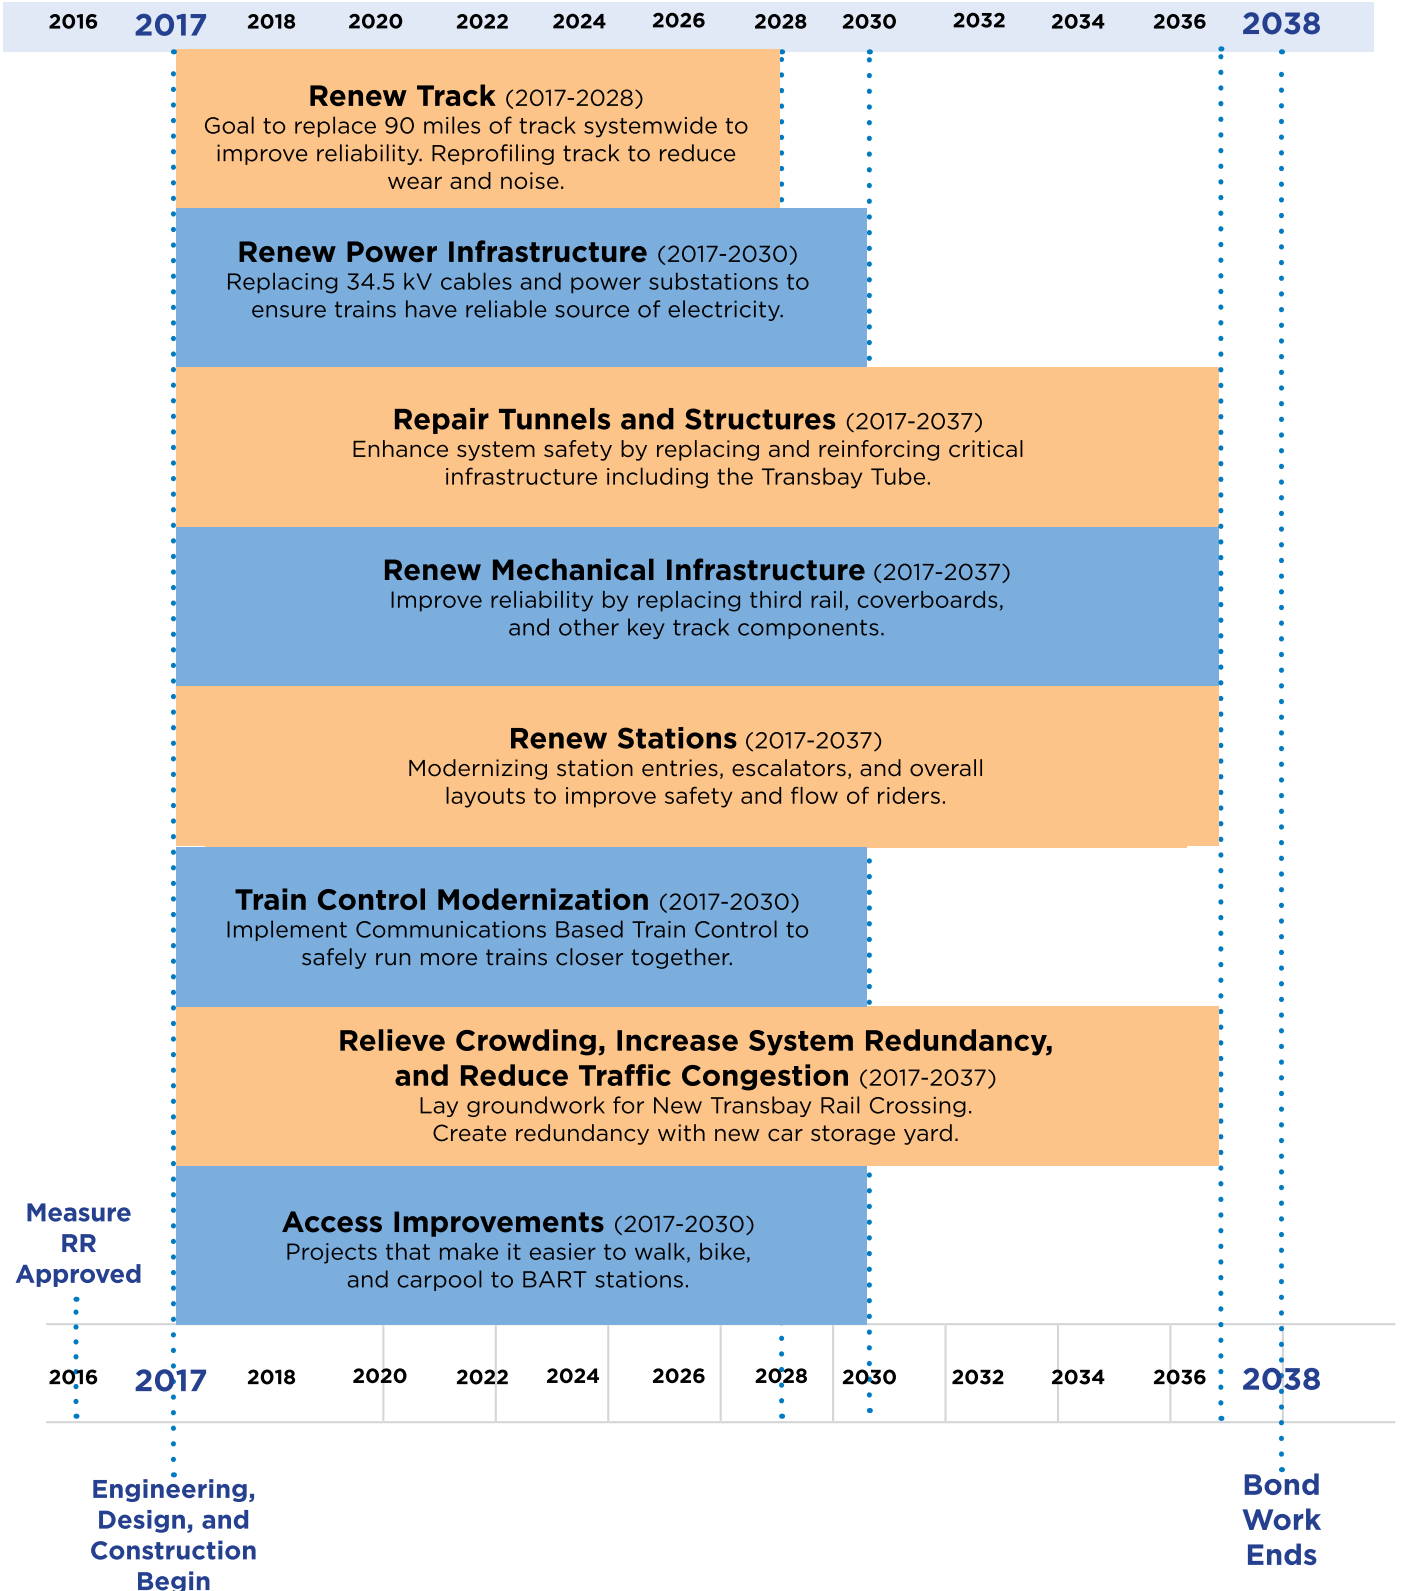 2016 2017 2018 2020 2022 2024 2026 2028 2030 2032 2034 2036 2038
Renew Track (2017-2028)
Goal to replace 90 miles of track systemwide to
improve reliability. Reprofiling track to reduce
wear and noise.
Renew Power Infrastructure (2017-2030)
Replacing 34.5 kV cables and power substations to
ensure trains have reliable source of electricity.
Repair Tunnels and Structures (2017-2037)
Enhance system safety by replacing and reinforcing critical
infrastructure including the Transbay Tube.
Renew Mechanical Infrastructure (2017-2037)
Improve reliability by replacing third rail, coverboards,
and other key track components.
Renew Stations (2017-2037)
Modernizing station entries, escalators, and overall
layouts to improve safety and flow of riders.
Train Control Modernization (2017-2030)
Implement Communications Based Train Control to
safely run more trains closer together.
Relieve Crowding, Increase System Redundancy,
and Reduce Traffic Congestion (2017-2037)
Lay groundwork for New Transbay Rail Crossing.
Create redundancy with new car storage yard.
Access Improvements (2017-2030)
Projects that make it easier to walk, bike,
and carpool to BART stations.
Measure
RR
Approved
2016 2017 2018 2020 2022 2024 2026 2028 2030 2032 2034 2036 2038
Engineering,
Design, and
Construction
Begin
Bond
Work
Ends